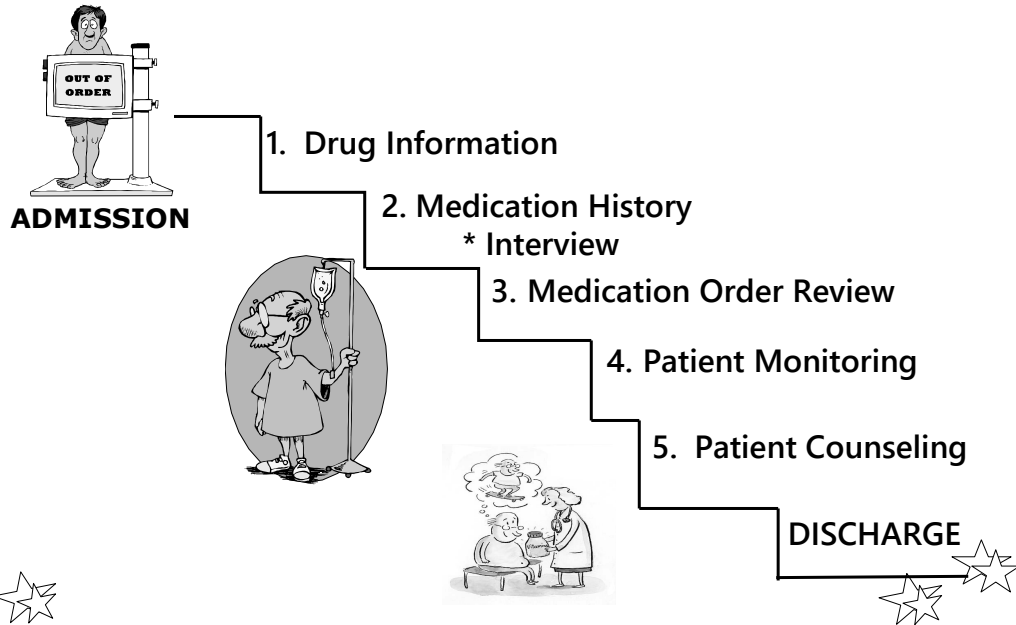 OUT OF
ORDER
ADMISSION
1. Drug Information
2. Medication History
* Interview
3. Medication Order Review
4. Patient Monitoring
5. Patient Counseling
DISCHARGE